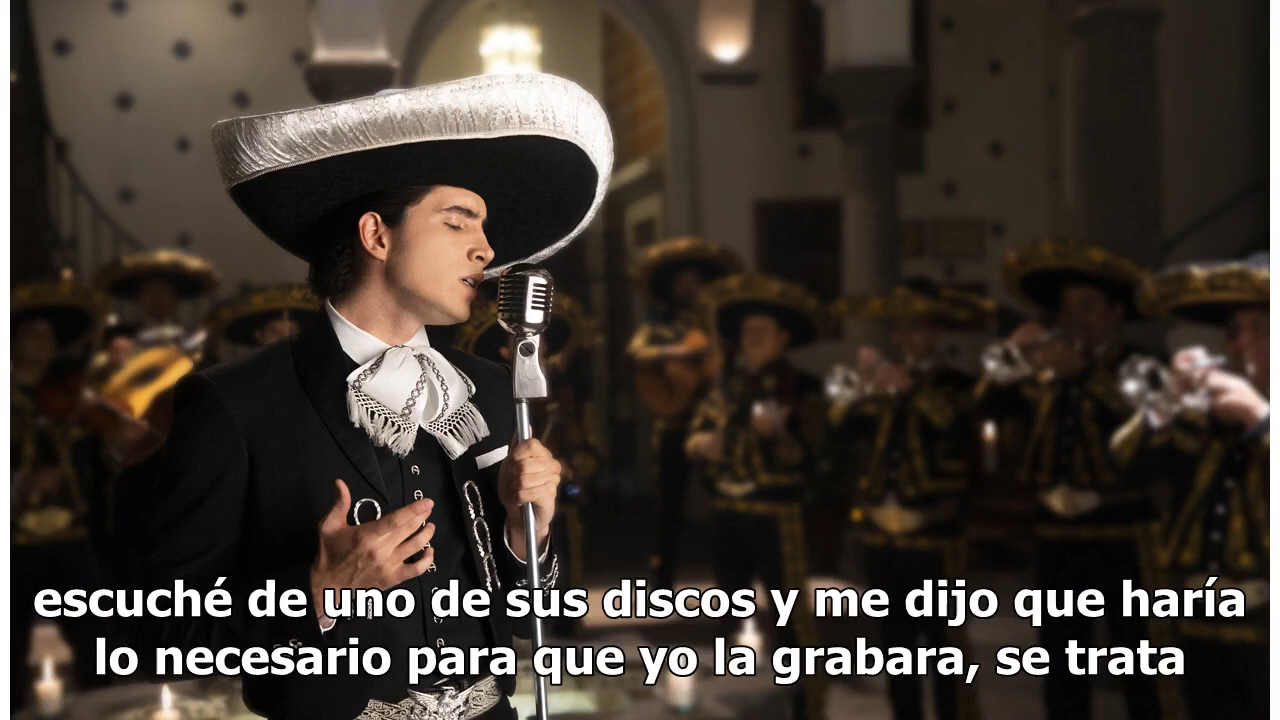 escuché de uno de sus discos y me dijo que haría
lo necesario para que yo la grabara, se trata